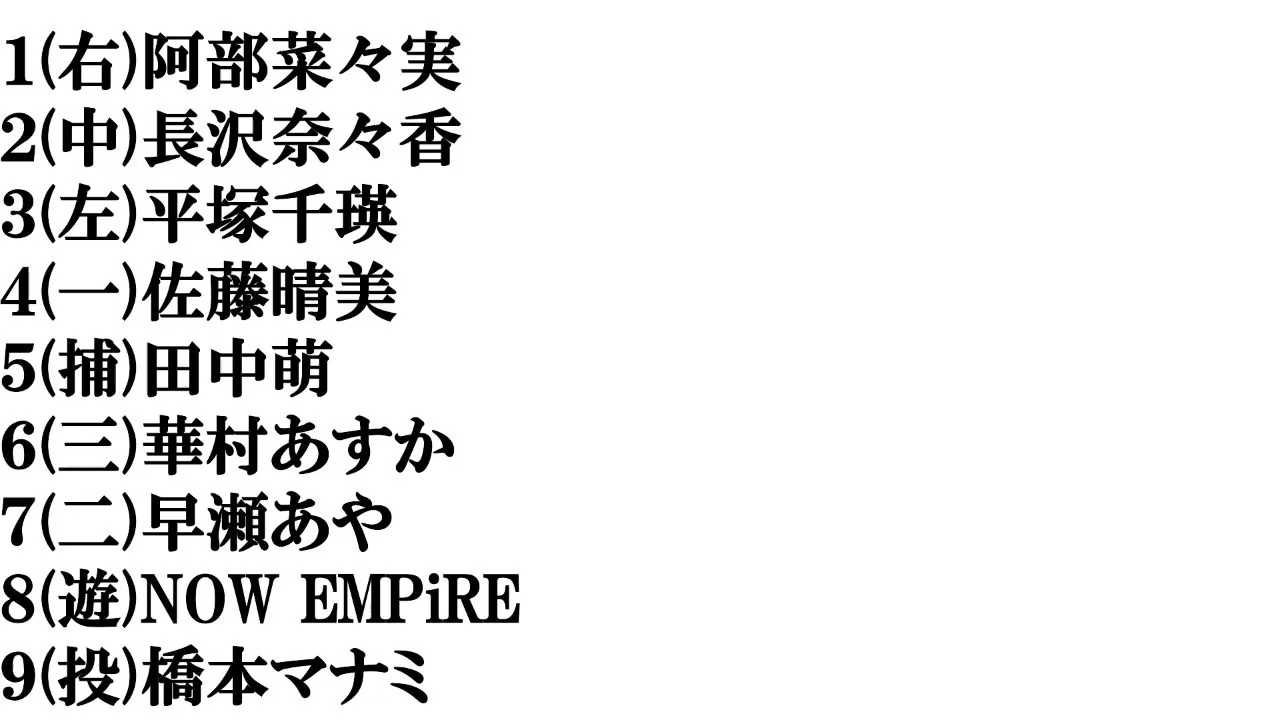 1(右)阿部菜々実
2(中)長沢奈々香
3(左)平塚千瑛
4(一)佐藤晴美
5(捕)田中萌
6(三)華村あすか
7(二)早瀬あや
8(遊)NOW EMPiRE
9(投)橋本マナミ